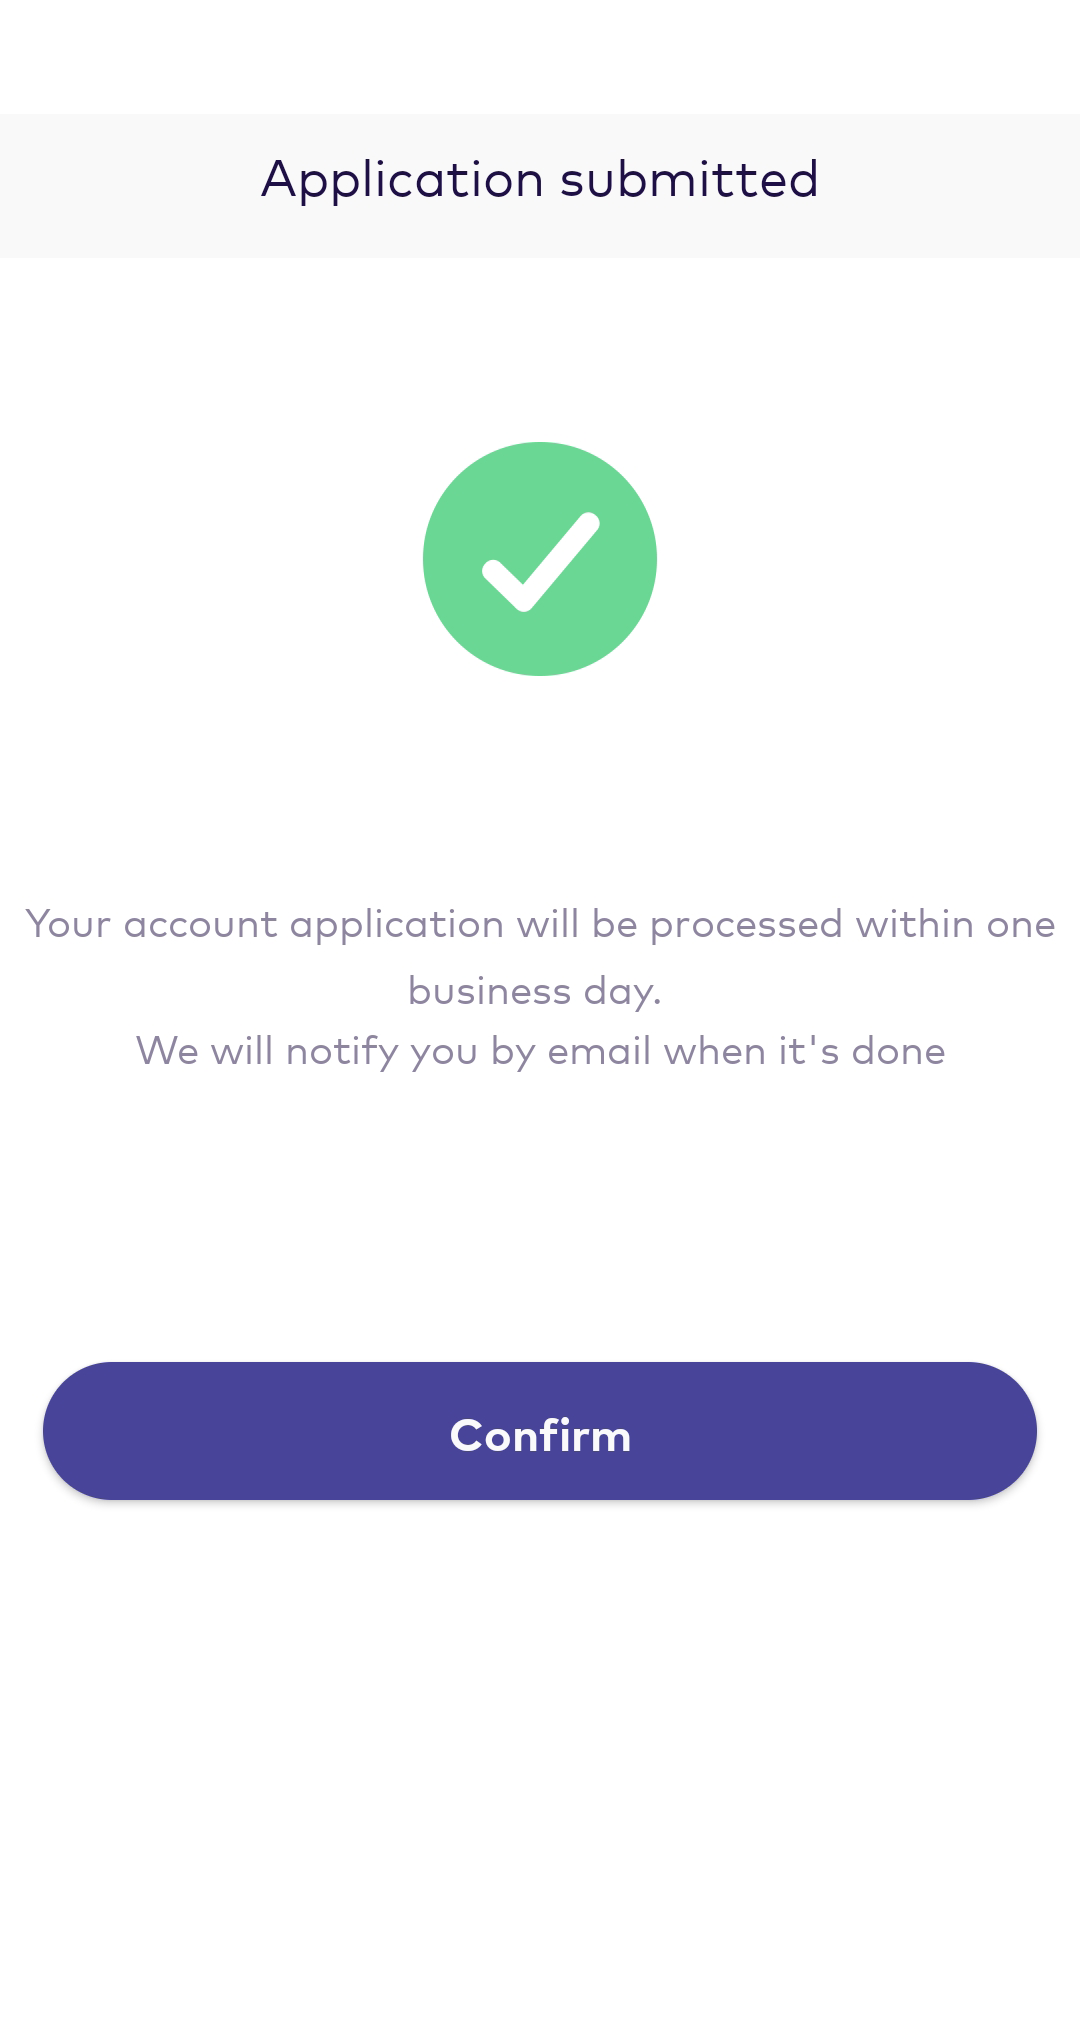 Application submitted
Your account application will be processed within one
business day.
We will notify you by email when it's done
Confirm